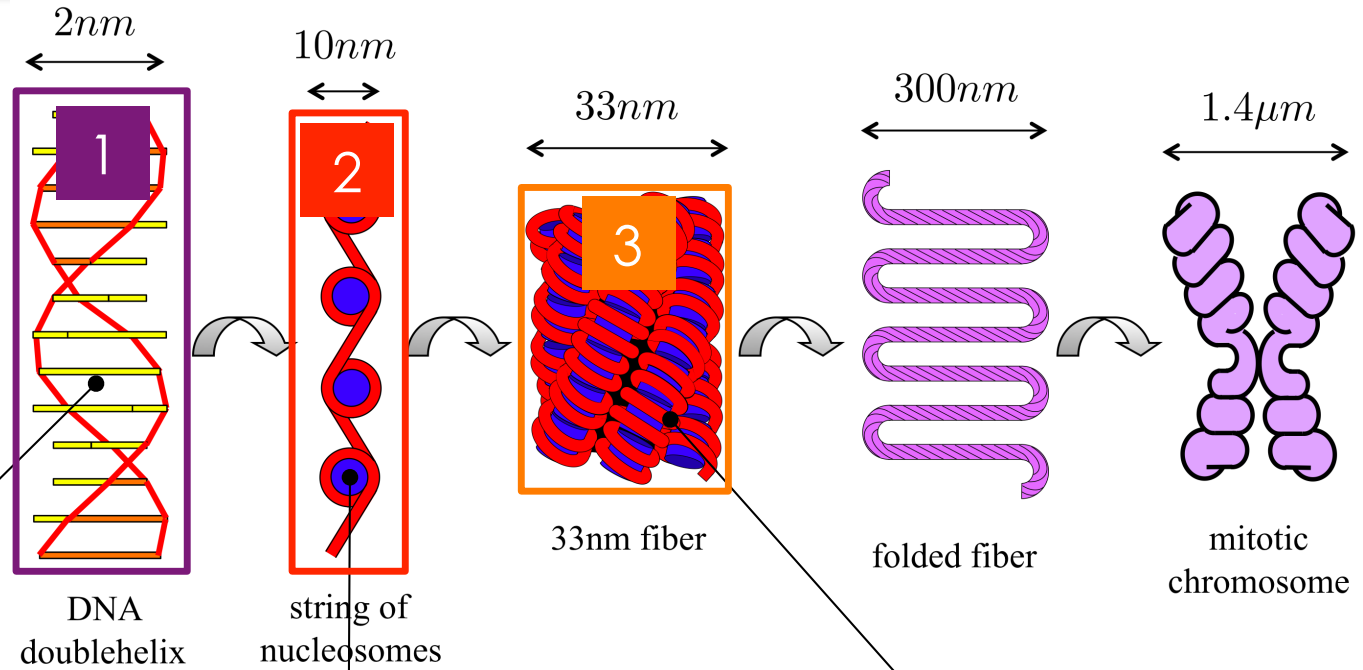 2nm
10nm
33nm
300nm
1.4μm
1
2
3
DNA
doublehelix
string of
nucleosomes
33nm fiber
folded fiber
mitotic
chromosome